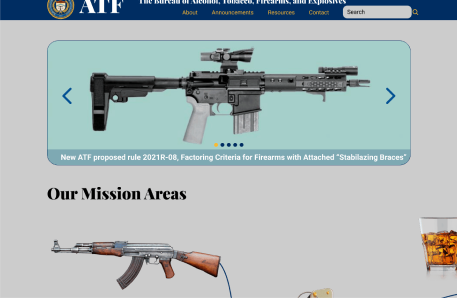 ATF
The Bureau of Alcohol, Tobacco, Firearms, and Explosives
About
Announcements
Resources
Contact
Search
New ATF proposed rule 2021R-08, Factoring Criteria for Firearms with Attached “Stabilazing Braces”
Our Mission Areas